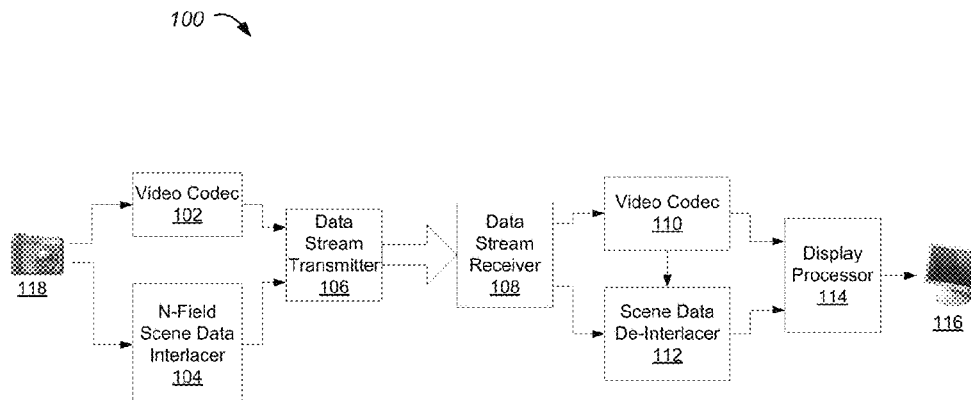 100
Video Codec
102
118
N-Field
Scene Data
Interlacer
104
Data
Stream
Transmitter
106
Data
Stream
Receiver
108
Video Codec
110
Scene Data
De-Interlacer
112
Display
Processor
114
116